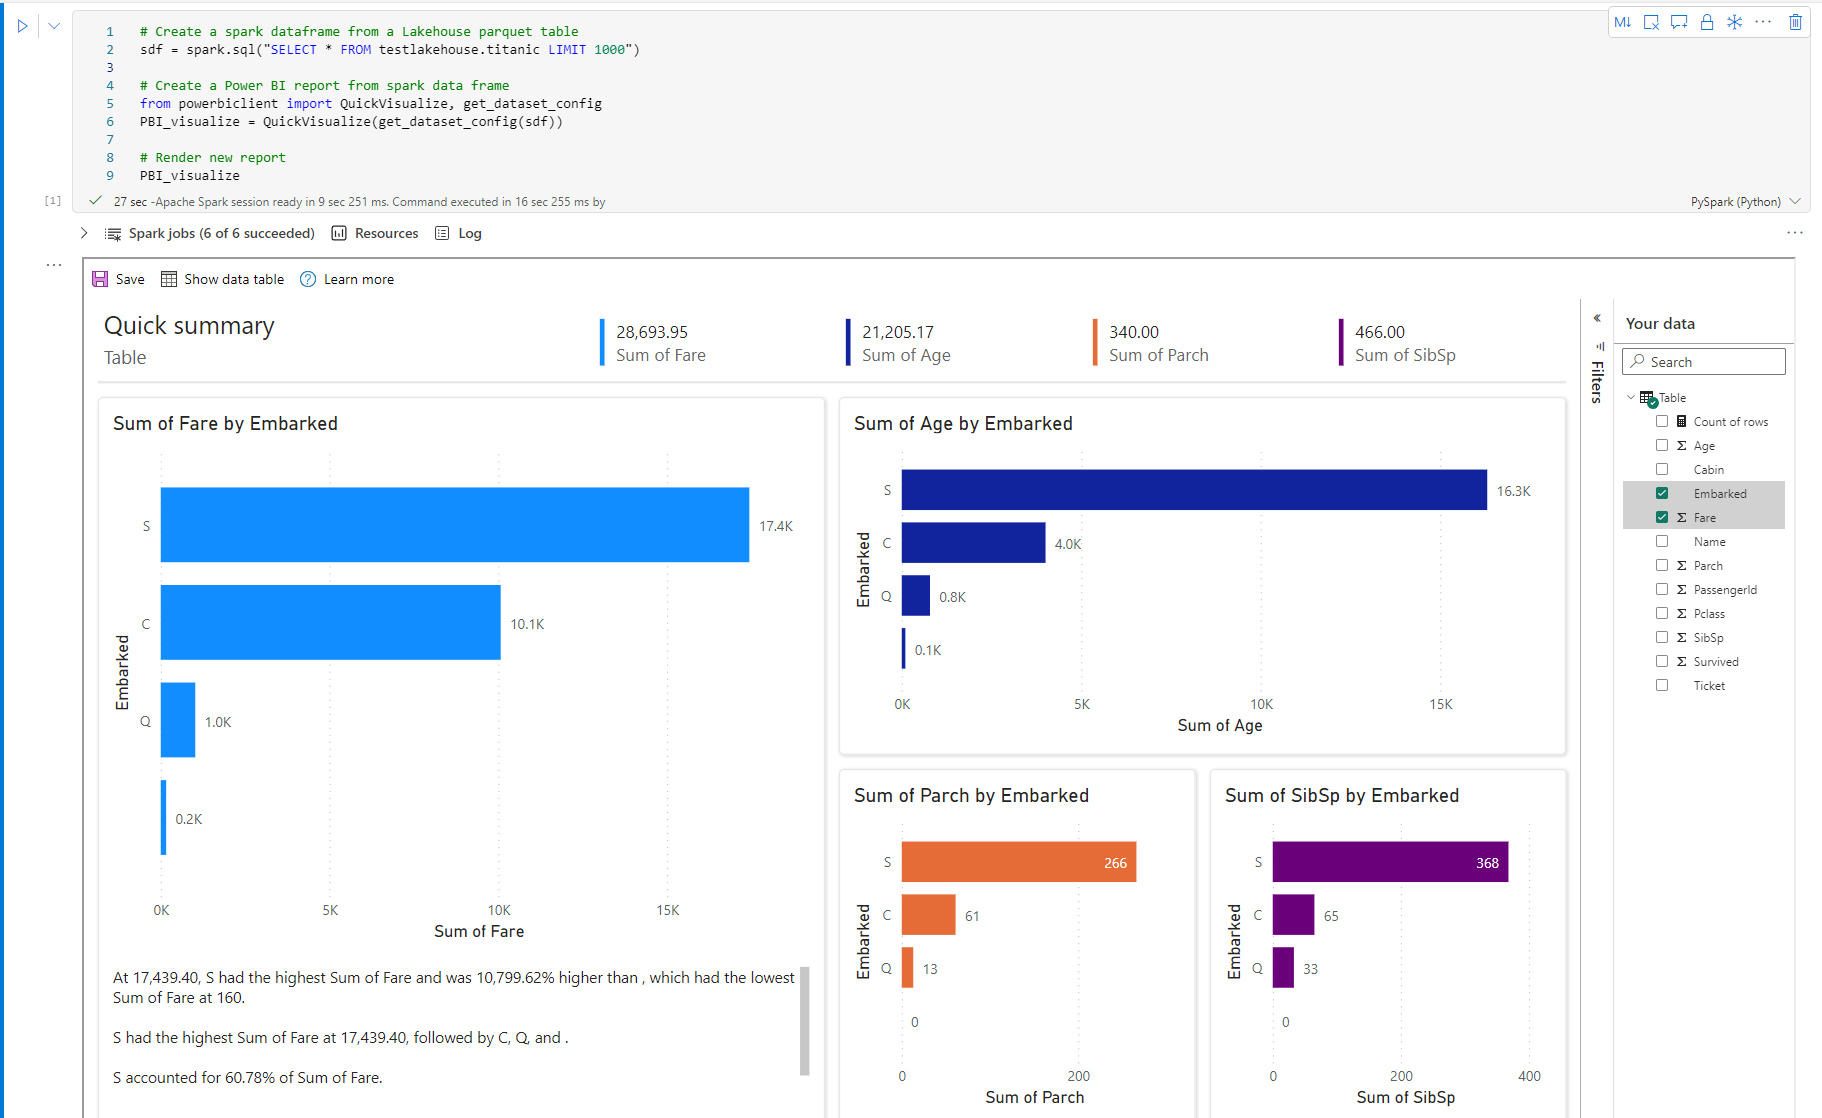 1 # Create a spark dataframe from a Lakehouse parquet table
2 sdf = spark.sql("SELECT * FROM testlakehouse.titanic LIMIT 1000")
3
4 # Create a Power BI report from spark data frame
5 from powerbiclient import QuickVisualize, get_dataset_config
6 PBI_visualize = QuickVisualize(get_dataset_config(sdf))
7
8 # Render new report
9 PBI_visualize
M↓
[1]
27 sec -Apache Spark session ready in 9 sec 251 ms. Command executed in 16 sec 255 ms by
PySpark (Python)
Spark jobs (6 of 6 succeeded) Resources Log
Save Show data table Learn more
Quick summary
Table
28,693.95
Sum of Fare
21,205.17
Sum of Age
340.00
Sum of Parch
466.00
Sum of SibSp
Sum of Fare by Embarked
Embarked
S 17.4K
C 10.1K
Q 1.0K
0.2K
0K 5K 10K 15K
Sum of Fare
At 17,439.40, S had the highest Sum of Fare and was 10,799.62% higher than , which had the lowest
Sum of Fare at 160.
S had the highest Sum of Fare at 17,439.40, followed by C, Q, and .
S accounted for 60.78% of Sum of Fare.
Sum of Age by Embarked
Embarked
S 16.3K
C 4.0K
Q 0.8K
0.1K
0K 5K 10K 15K
Sum of Age
Sum of Parch by Embarked
Embarked
S 266
C 61
Q 13
0
0 200
Sum of Parch
Sum of SibSp by Embarked
Embarked
S 368
C 65
Q 33
0
0 200 400
Sum of SibSp
Filters
Your data
Search
Table
Count of rows
Σ Age
Cabin
Embarked
Σ Fare
Name
Σ Parch
Σ PassengerId
Σ Pclass
Σ SibSp
Σ Survived
Ticket